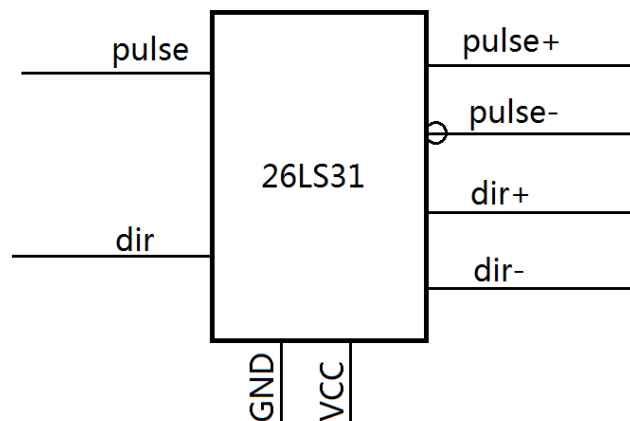 pulse
pulse+
pulse-
26LS31
dir+
dir
dir-
GND
VCC